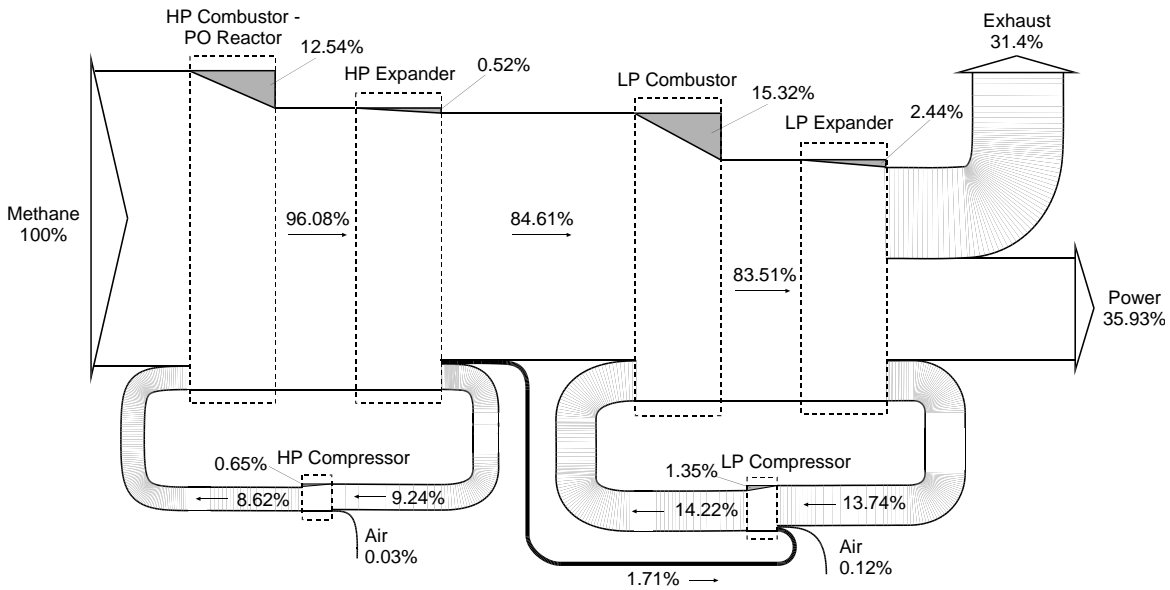 HP Combustor -
PO Reactor
12.54%
HP Expander
0.52%
LP Combustor
15.32%
LP Expander
2.44%
Exhaust
31.4%
Methane
100%
96.08%
84.61%
83.51%
Power
35.93%
0.65%
HP Compressor
8.62%
9.24%
Air
0.03%
1.35%
LP Compressor
14.22%
13.74%
Air
0.12%
1.71%